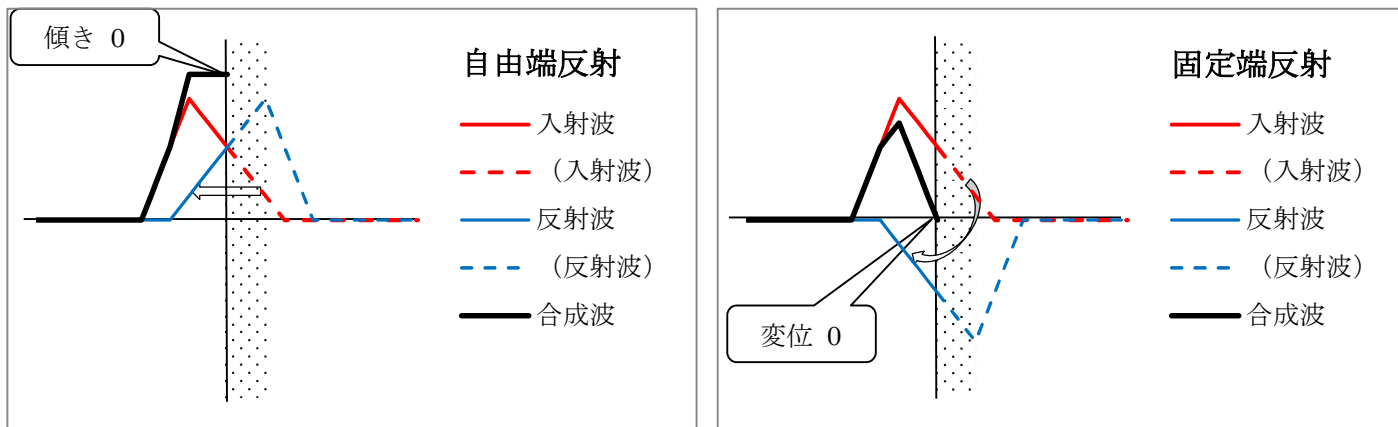 傾き 0
自由端反射
入射波
（入射波）
反射波
（反射波）
合成波
固定端反射
入射波
（入射波）
反射波
（反射波）
合成波
変位 0